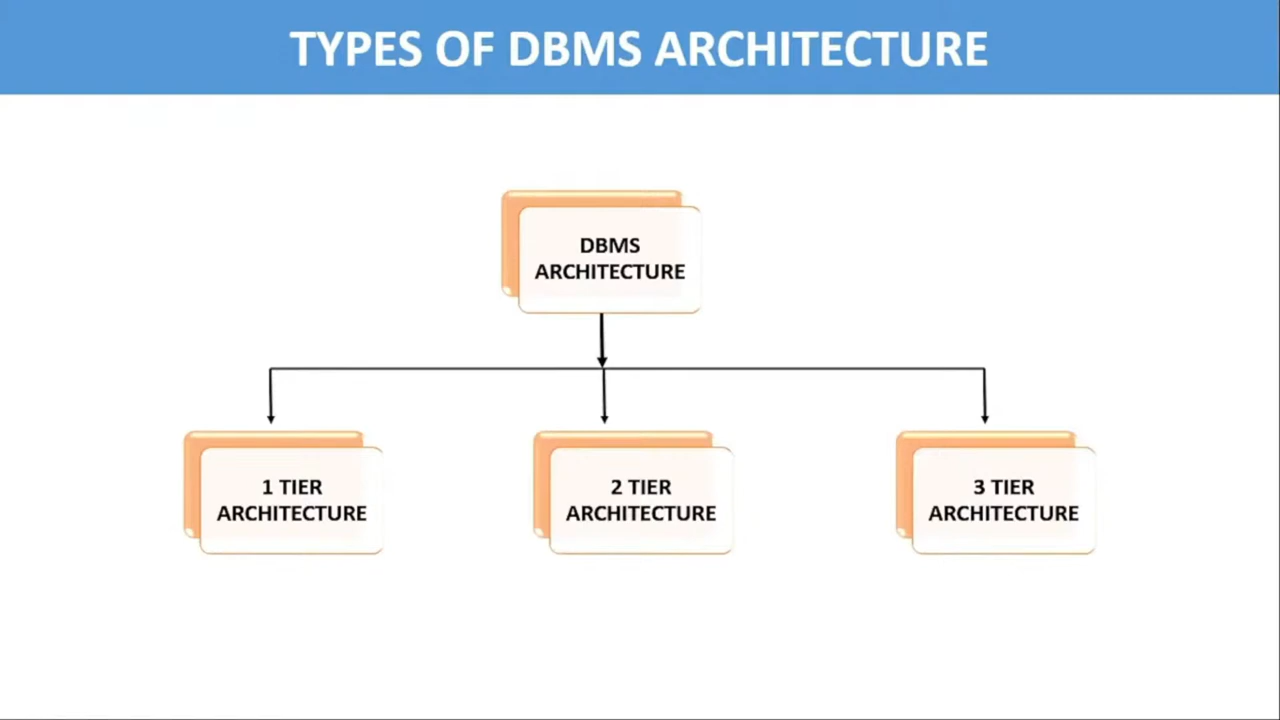 TYPES OF DBMS ARCHITECTURE
DBMS
ARCHITECTURE
1 TIER
ARCHITECTURE
2 TIER
ARCHITECTURE
3 TIER
ARCHITECTURE